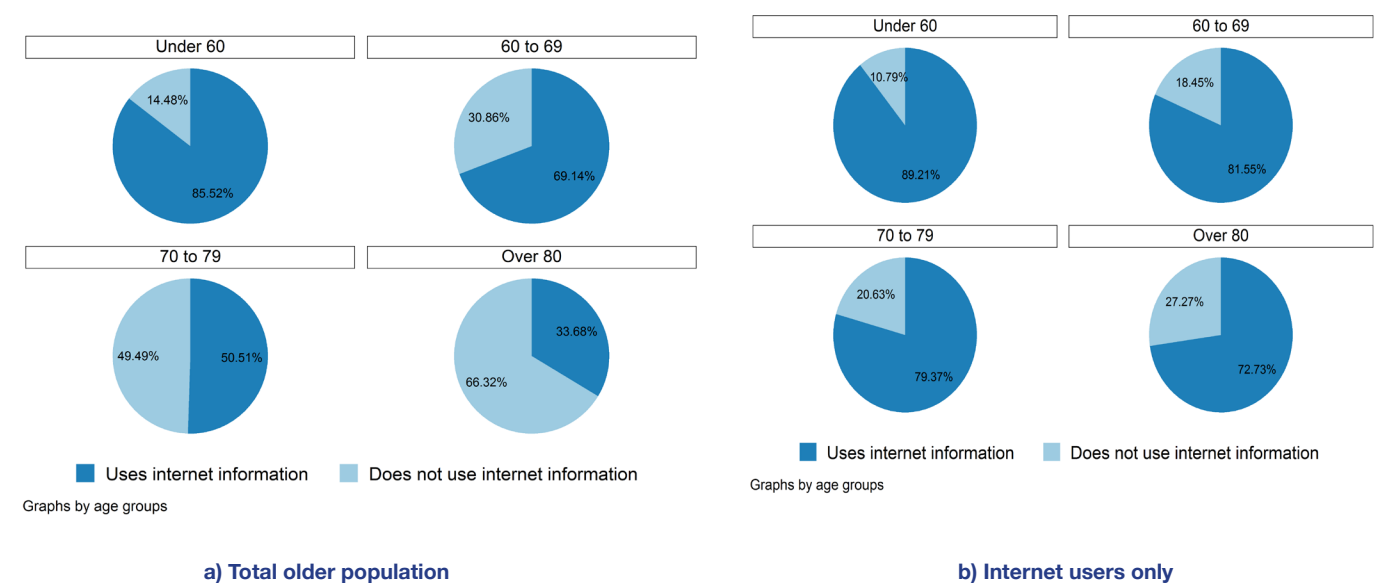 Under 60
60 to 69
14.48%
85.52%
30.86%
69.14%
70 to 79
Over 80
49.49%
50.51%
33.68%
66.32%
Uses internet information
Does not use internet information
Graphs by age groups
a) Total older population
Under 60
60 to 69
10.79%
89.21%
18.45%
81.55%
70 to 79
Over 80
20.63%
79.37%
27.27%
72.73%
Uses internet information
Does not use internet information
Graphs by age groups
b) Internet users only